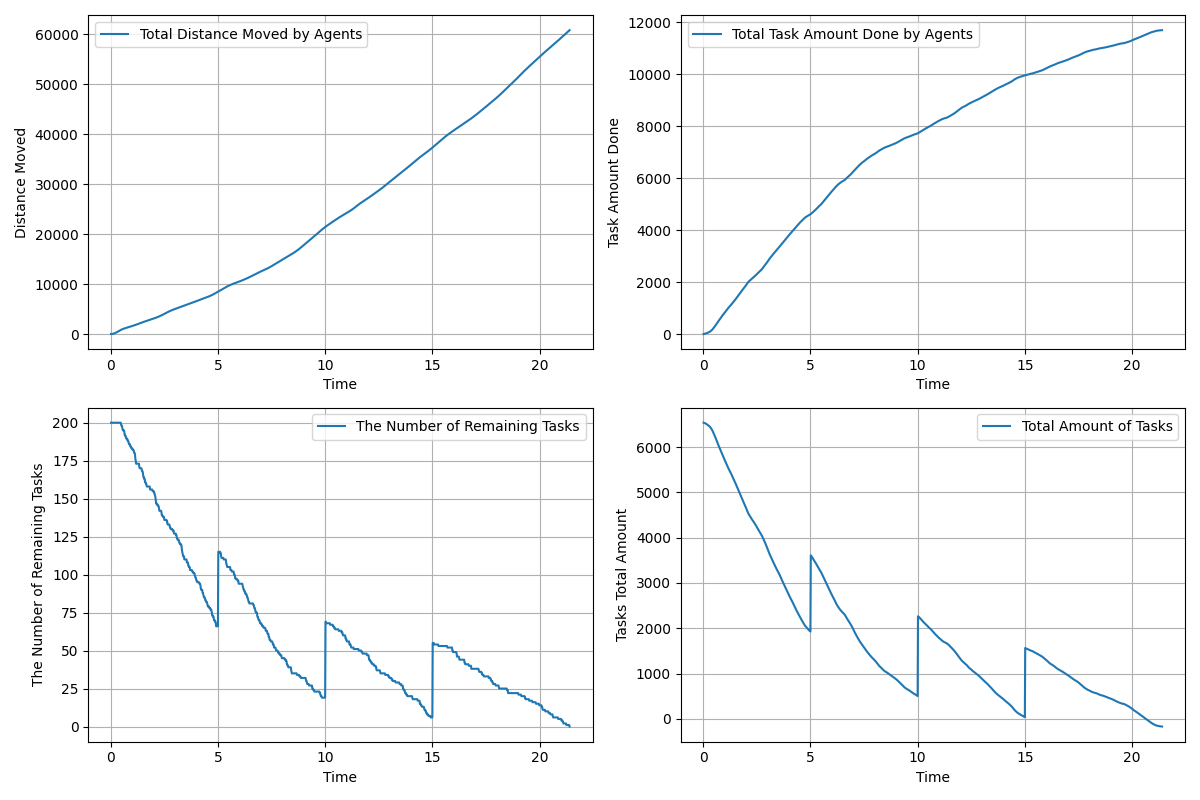 Total Distance Moved by Agents
Distance Moved
60000
50000
40000
30000
20000
10000
0
0 5 10 15 20
Time
Total Task Amount Done by Agents
Task Amount Done
12000
10000
8000
6000
4000
2000
0
0 5 10 15 20
Time
The Number of Remaining Tasks
The Number of Remaining Tasks
200
175
150
125
100
75
50
25
0
0 5 10 15 20
Time
Total Amount of Tasks
Tasks Total Amount
6000
5000
4000
3000
2000
1000
0
0 5 10 15 20
Time